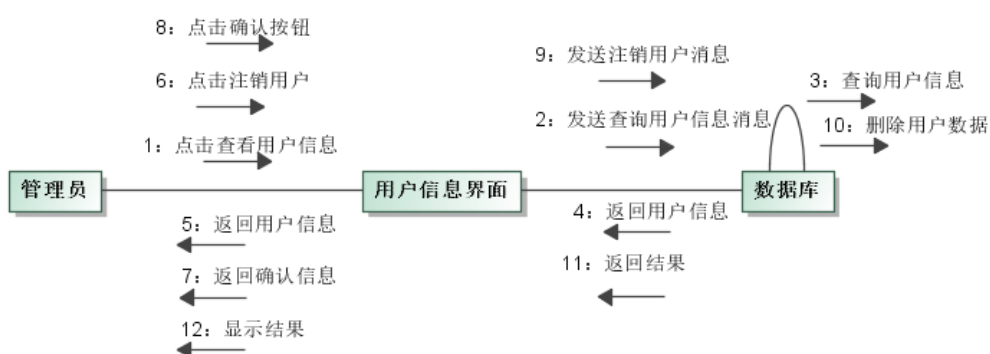 8：点击确认按钮
9：发送注销用户消息
6：点击注销用户
3：查询用户信息
2：发送查询用户信息消息
10：删除用户数据
1：点击查看用户信息
管理员
用户信息界面
数据库
4：返回用户信息
5：返回用户信息
11：返回结果
7：返回确认信息
12：显示结果